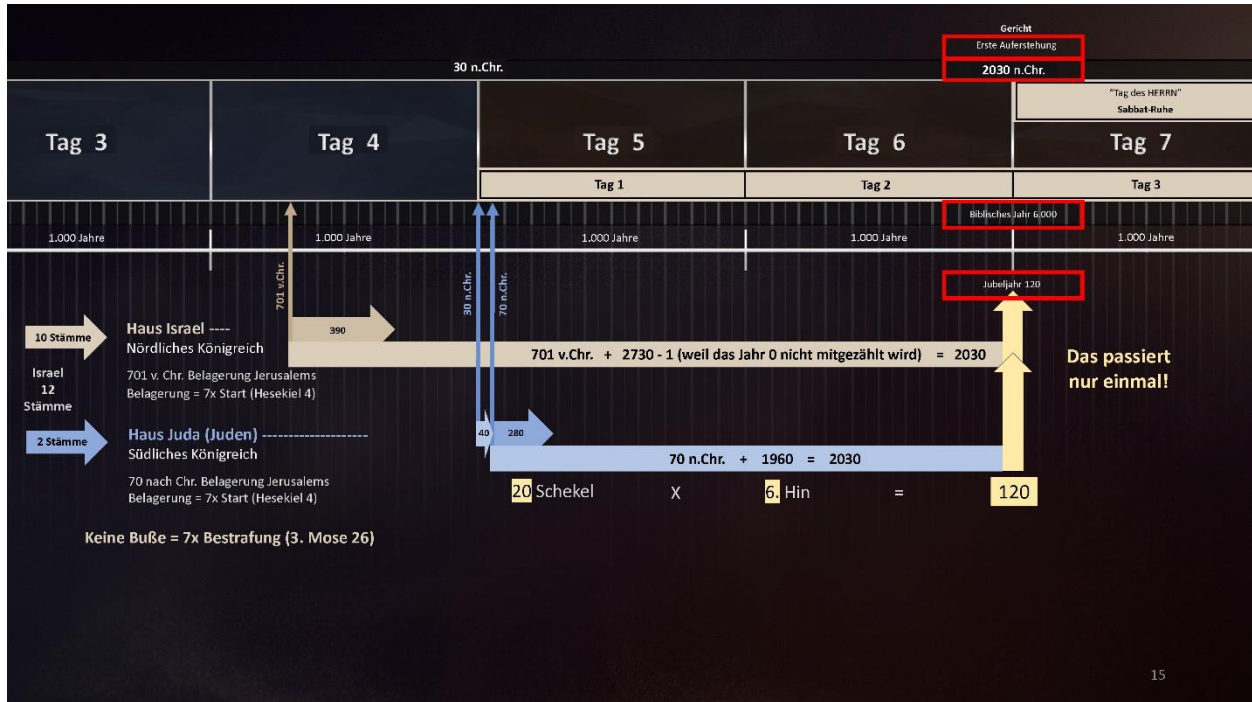 Gericht
Erste Auferstehung
30 n.Chr.
2030 n.Chr.
"Tag des HERRN"
Sabbat-Ruhe
Tag 3
Tag 4
Tag 5
Tag 6
Tag 7
Tag 1
Tag 2
Tag 3
Biblisches Jahr 6.000
1.000 Jahre
1.000 Jahre
1.000 Jahre
1.000 Jahre
1.000 Jahre
701 v.Chr.
30 n.Chr.
70 n.Chr.
Jubeljahr 120
10 Stämme
Haus Israel ----
Nördliches Königreich
390
701 v.Chr. + 2730 - 1 (weil das Jahr 0 nicht mitgezählt wird) = 2030
Das passiert
nur einmal!
Israel
12
Stämme
701 v. Chr. Belagerung Jerusalems
Belagerung = 7x Start (Hesekiel 4)
2 Stämme
Haus Juda (Juden) --------------------
Südliches Königreich
40
280
70 n.Chr. + 1960 = 2030
70 nach Chr. Belagerung Jerusalems
Belagerung = 7x Start (Hesekiel 4)
20 Schekel X 6. Hin = 120
Keine Buße = 7x Bestrafung (3. Mose 26)
15